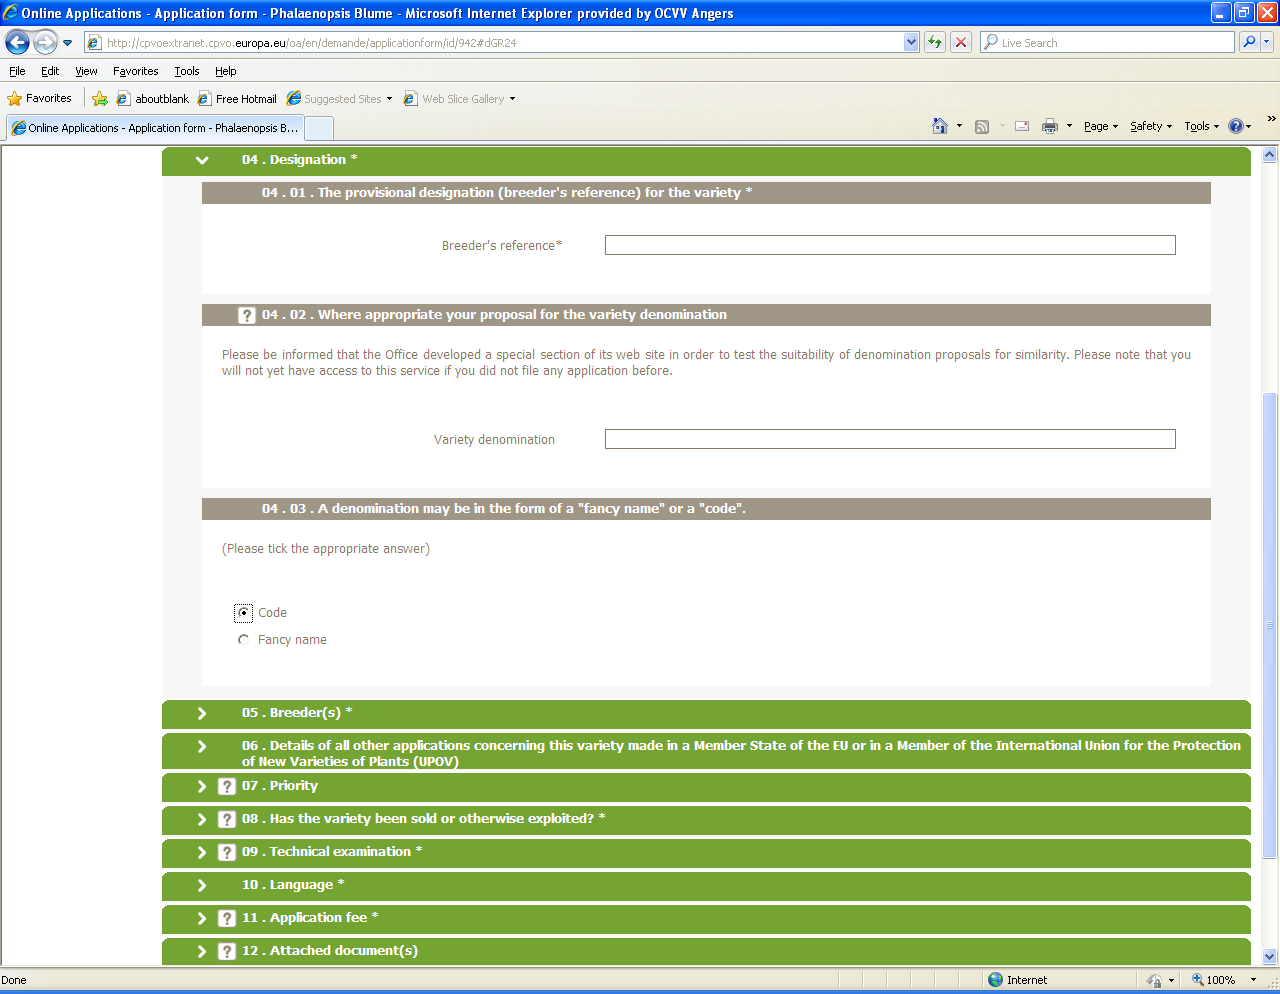 Online Applications - Application form - Phalaenopsis Blume - Microsoft Internet Explorer provided by OCVV Angers
http://cpvoextranet.cpvo.europa.eu/oa/en/demande/applicationform/id/942#dGR24
Live Search
File Edit View Favorites Tools Help
Favorites aboutblank Free Hotmail Suggested Sites Web Slice Gallery
Online Applications - Application form - Phalaenopsis B...
Page Safety Tools
04 . Designation *
04 . 01 . The provisional designation (breeder's reference) for the variety *
Breeder's reference*
? 04 . 02 . Where appropriate your proposal for the variety denomination
Please be informed that the Office developed a special section of its web site in order to test the suitability of denomination proposals for similarity. Please note that you
will not yet have access to this service if you did not file any application before.
Variety denomination
04 . 03 . A denomination may be in the form of a "fancy name" or a "code".
(Please tick the appropriate answer)
Code
Fancy name
05 . Breeder(s) *
06 . Details of all other applications concerning this variety made in a Member State of the EU or in a Member of the International Union for the Protection
of New Varieties of Plants (UPOV)
? 07 . Priority
? 08 . Has the variety been sold or otherwise exploited? *
? 09 . Technical examination *
10 . Language *
? 11 . Application fee *
? 12 . Attached document(s)
Done Internet 100%